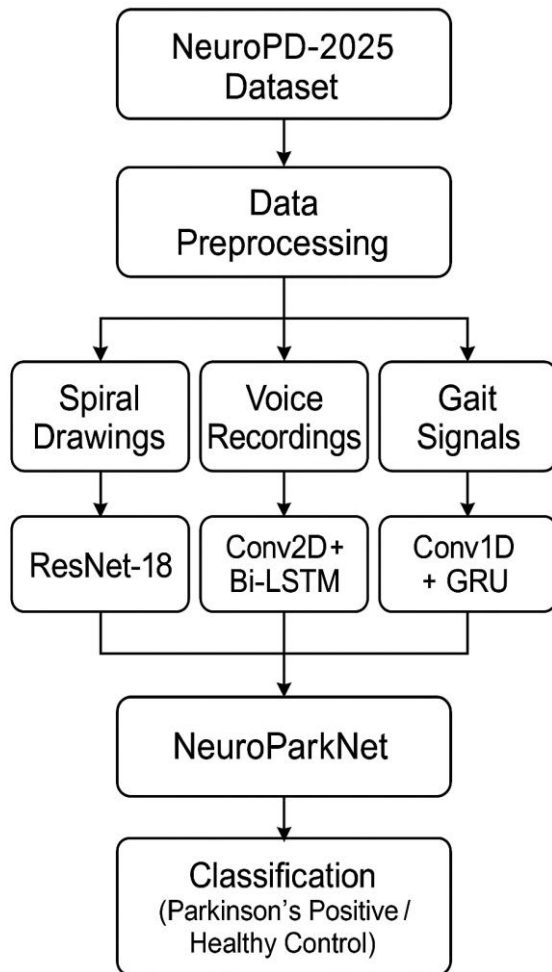 NeuroPD-2025
Dataset
Data
Preprocessing
Spiral
Drawings
Voice
Recordings
Gait
Signals
ResNet-18
Conv2D+
Bi-LSTM
Conv1D
+ GRU
NeuroParkNet
Classification
(Parkinson's Positive /
Healthy Control)